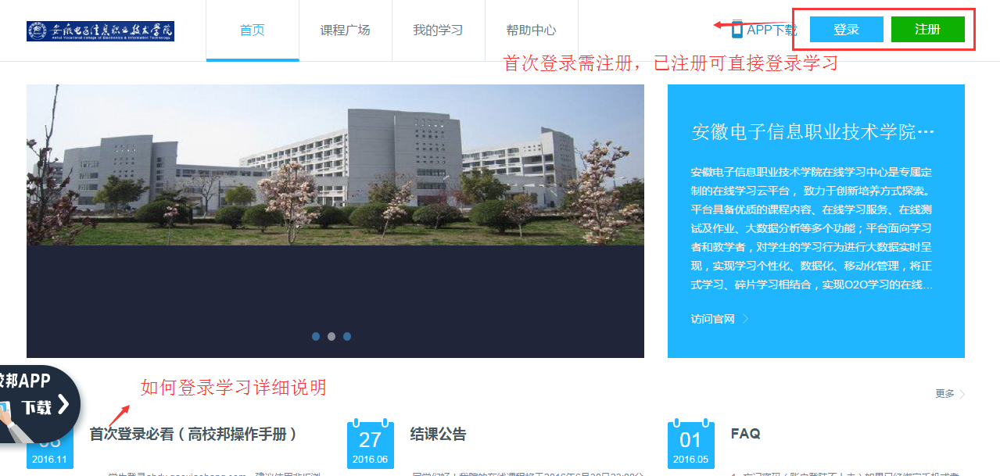 安徽电子信息职业技术学院
Anhui Vocational college of Electronics & Information Technology
首页
课程广场
我的学习
帮助中心
APP下载
登录
注册
首次登录需注册，已注册可直接登录学习
安徽电子信息职业技术学院···
安徽电子信息职业技术学院在线学习中心是专属定
制的在线学习云平台， 致力于创新培养方式探索。
平台具备优质的课程内容、在线学习服务、在线测
试及作业、大数据分析等多个功能；平台面向学习
者和教学者，对学生的学习行为进行大数据实时呈
现，实现学习个性化、数据化、移动化管理，将正
式学习、碎片学习相结合，实现O2O学习的在线...
访问官网
校邦APP
下载
如何登录学习详细说明
更多
2016.11
首次登录必看（高校邦操作手册）
27
2016.06
结课公告
01
2016.05
FAQ